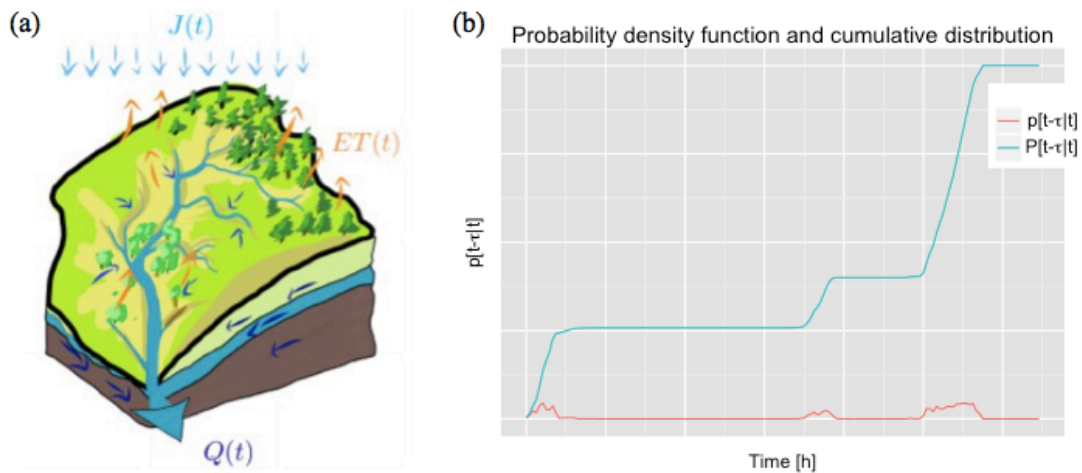 (a)
J(t)
ET(t)
Q(t)
(b)
Probability density function and cumulative distribution
p[t-τ|t]
p[t-τ|t]
P[t-τ|t]
Time [h]